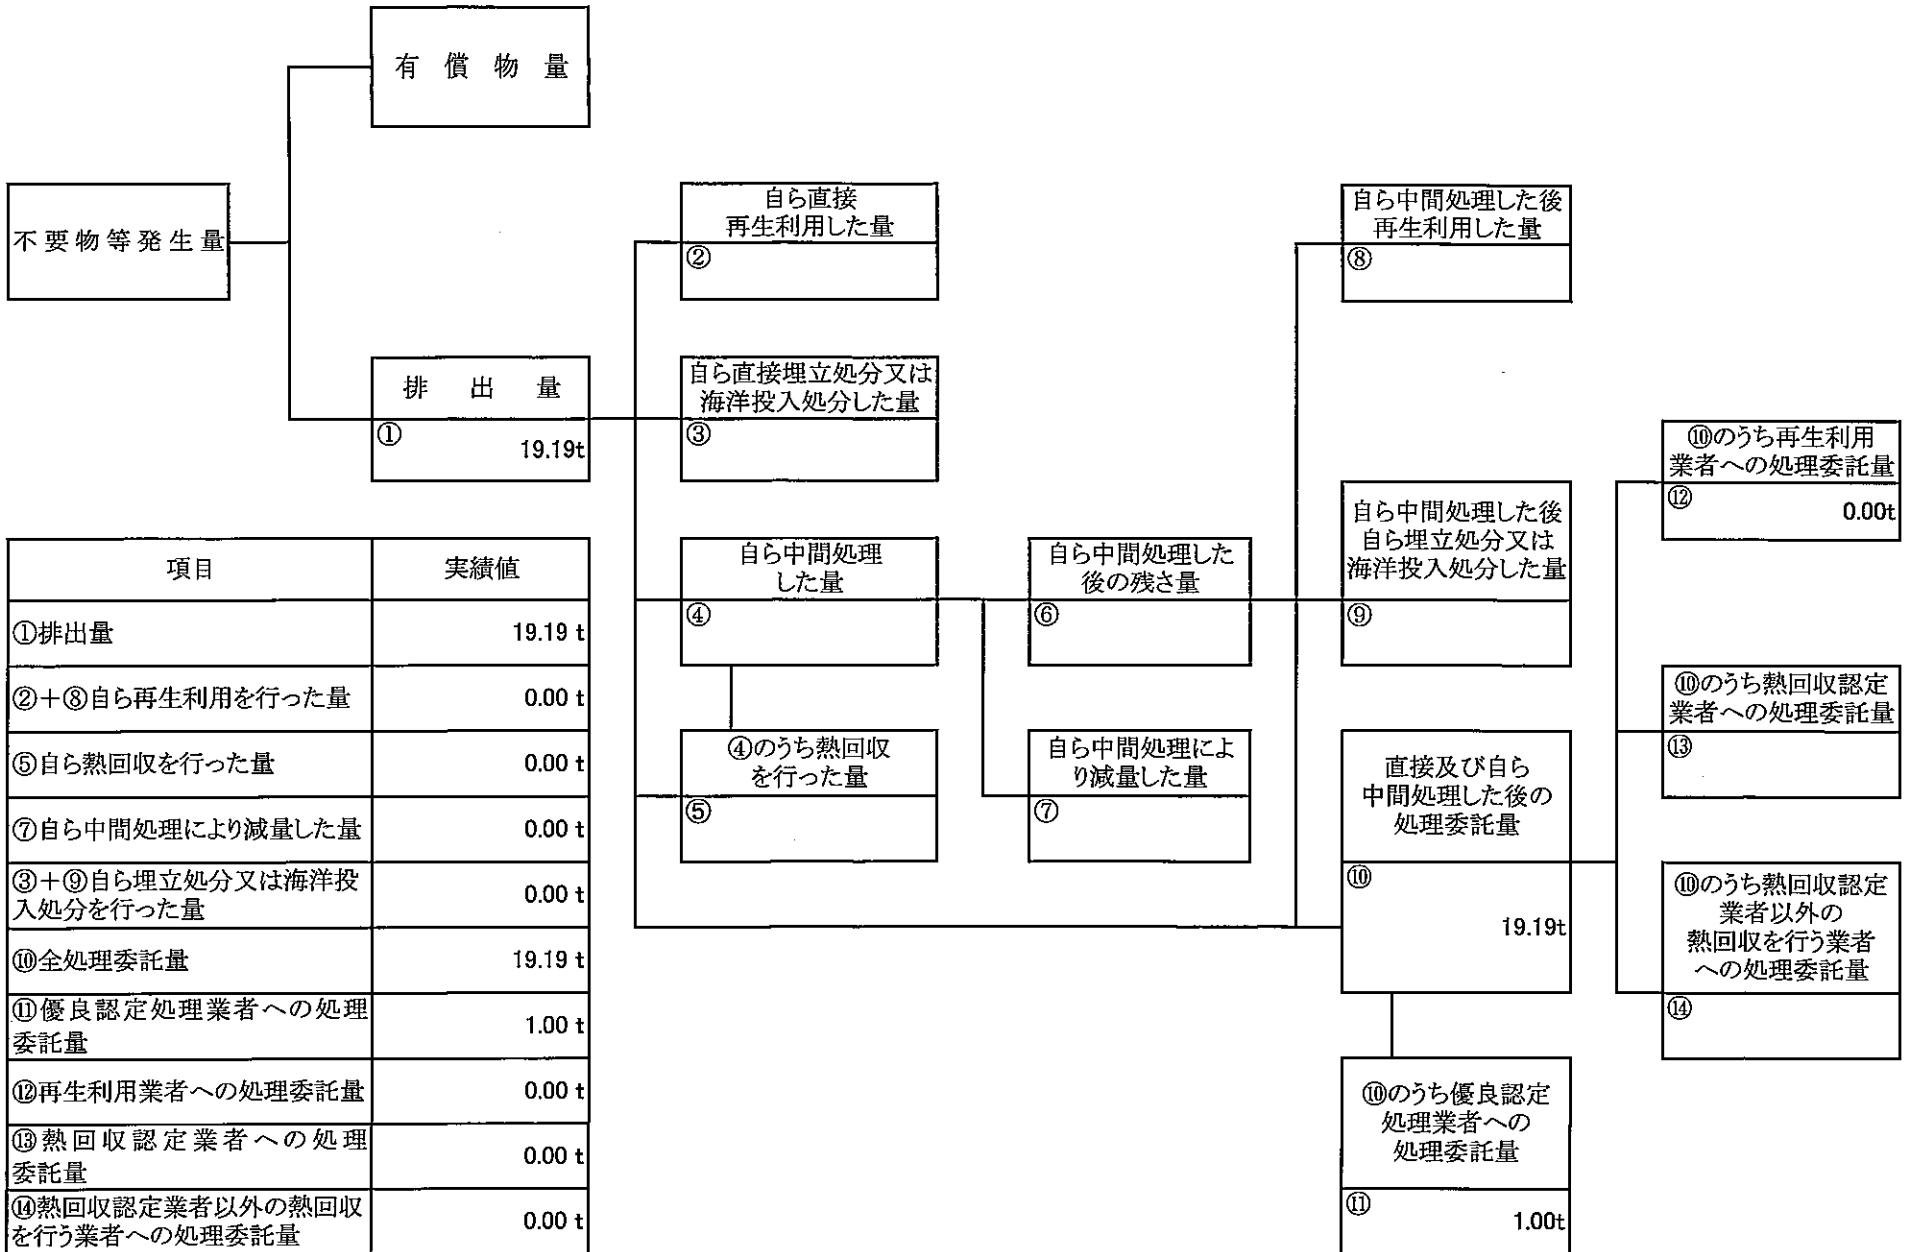 有償物量
不要物等発生量
排出量
①
19.19t
自ら直接
再生利用した量
②
自ら直接埋立処分又は
海洋投入処分した量
③
自ら中間処理
した量
④
④のうち熱回収
を行った量
⑤
自ら中間処理した
後の残さ量
⑥
自ら中間処理によ
り減量した量
⑦
自ら中間処理した後
再生利用した量
⑧
自ら中間処理した後
自ら埋立処分又は
海洋投入処分した量
⑨
直接及び自ら
中間処理した後の
処理委託量
⑩
19.19t
⑩のうち優良認定
処理業者への
処理委託量
⑪
1.00t
⑩のうち再生利用
業者への処理委託量
⑫
0.00t
⑩のうち熱回収認定
業者への処理委託量
⑬
⑩のうち熱回収認定
業者以外の
熱回収を行う業者
への処理委託量
⑭
項目 実績値
①排出量 19.19 t
②+⑧自ら再生利用を行った量 0.00 t
⑤自ら熱回収を行った量 0.00 t
⑦自ら中間処理により減量した量 0.00 t
③+⑨自ら埋立処分又は海洋投
入処分を行った量 0.00 t
⑩全処理委託量 19.19 t
⑪優良認定処理業者への処理
委託量 1.00 t
⑫再生利用業者への処理委託量 0.00 t
⑬熱回収認定業者への処理
委託量 0.00 t
⑭熱回収認定業者以外の熱回収
を行う業者への処理委託量 0.00 t